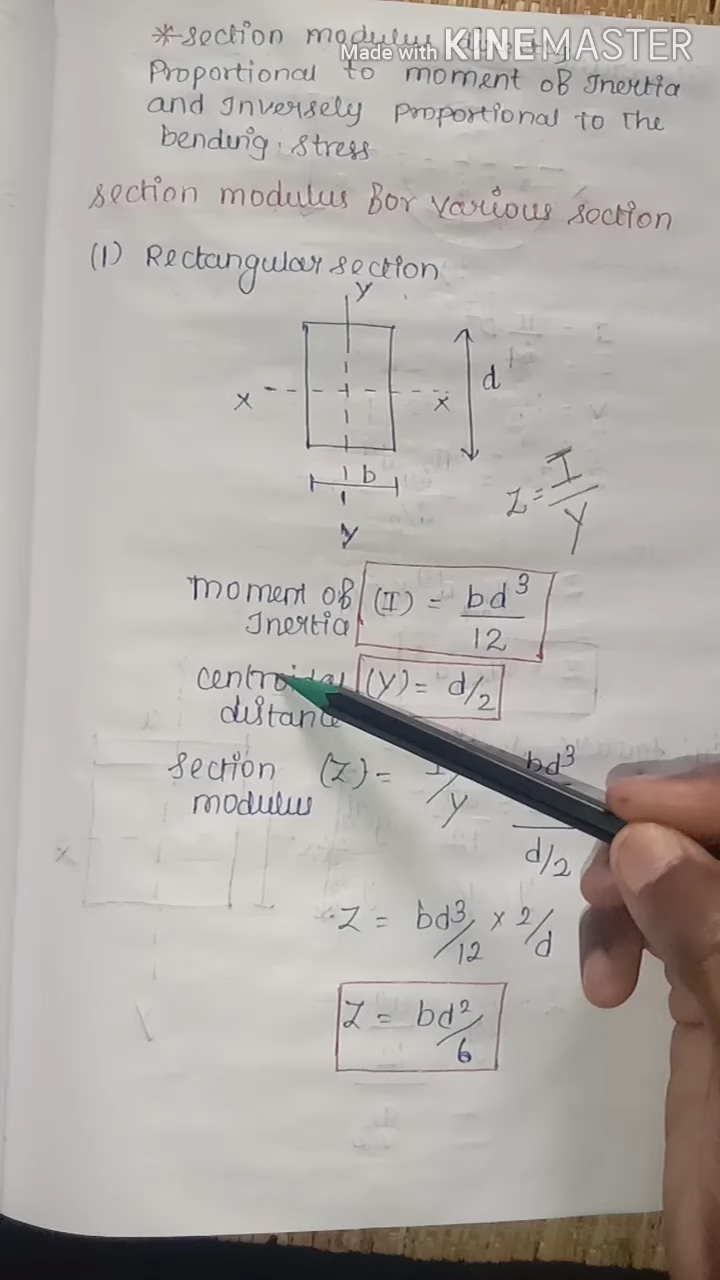 *section modulus
Made with KINEMASTER
Proportional to moment of Inertia
and Inversely proportional to the
bending stress
section modulus for various section
(1) Rectangular section
y
x x d
b
y
Z = I/Y
moment of Inertia (I) = bd³/12
(Y) = d/2
distance
section modulus (Z) = I/Y bd³
d/2
Z = bd³/12 × 2/d
Z = bd²/6
x